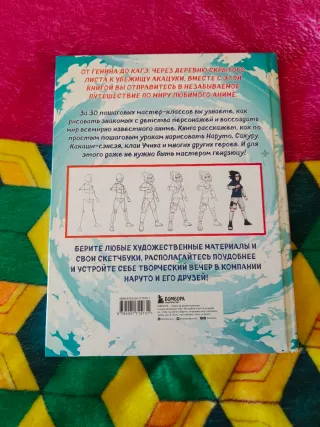 ОТ ГЕНИНА ДО КАГЭ, ЧЕРЕЗ ДЕРЕВНЮ СКРЫТОГО
ЛИСТА К УБЕЖИЩУ АКАЦУКИ, ВМЕСТЕ С ЭТОЙ
КНИГОЙ ВЫ ОТПРАВИТЕСЬ В НЕЗАБЫВАЕМОЕ
ПУТЕШЕСТВИЕ ПО МИРУ ЛЮБИМОГО АНИМЕ.
За 30 пошаговых мастер-классов вы узнаете, как
рисовать знакомых с детства персонажей и воссоздать
мир всемирно известного аниме. Книга расскажет, как по
простым пошаговым урокам нарисовать Наруто, Сакуру,
Какаши-сэнсэя, клан Учиха и многих других героев. И для
этого даже не нужно быть мастером гендзюцу!
БЕРИТЕ ЛЮБЫЕ ХУДОЖЕСТВЕННЫЕ МАТЕРИАЛЫ И
СВОИ СКЕТЧБУКИ, РАСПОЛАГАЙТЕСЬ ПОУДОБНЕЕ
И УСТРОЙТЕ СЕБЕ ТВОРЧЕСКИЙ ВЕЧЕР В КОМПАНИИ
НАРУТО И ЕГО ДРУЗЕЙ!
БОМБОРА